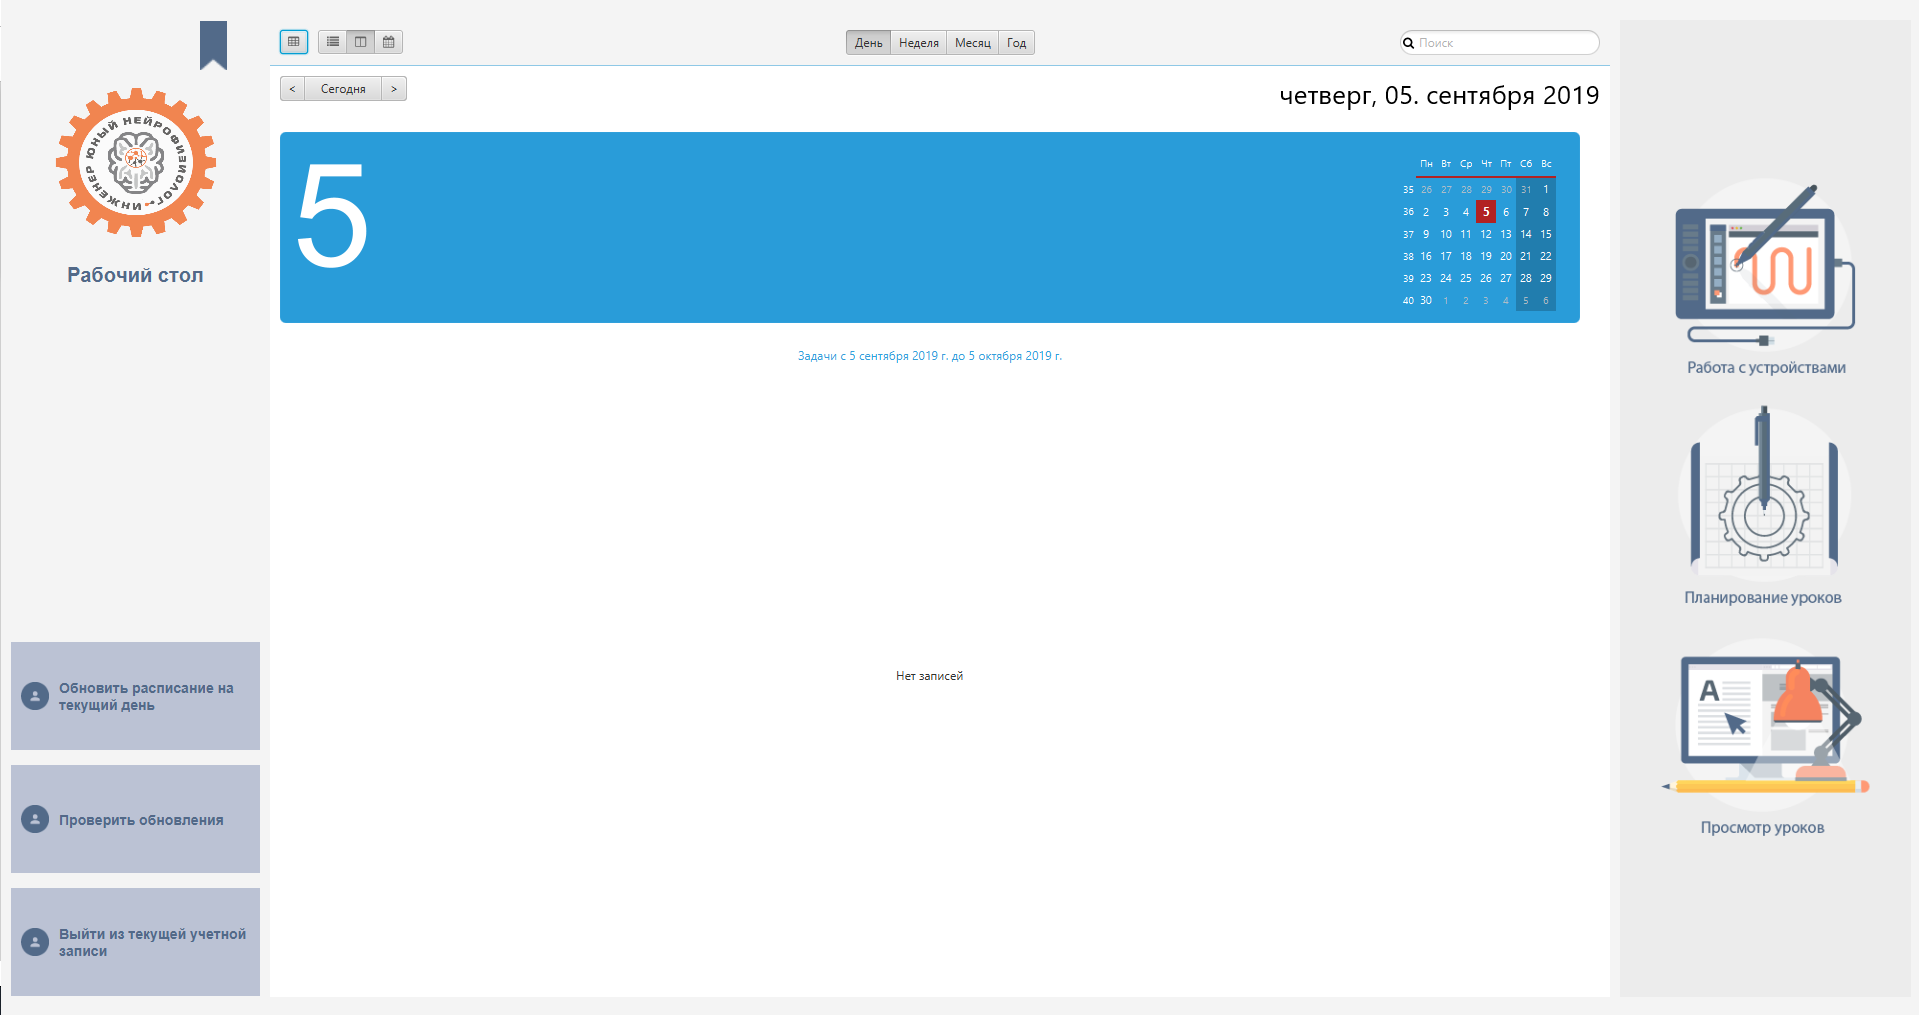 ЮНЫЙ НЕЙРОФИЗИОЛОГ-ИНЖЕНЕР
Рабочий стол
Обновить расписание на
текущий день
Проверить обновления
Выйти из текущей учетной
записи
День Неделя Месяц Год
Поиск
< Сегодня >
четверг, 05. сентября 2019
5
Пн Вт Ср Чт Пт Сб Вс
35 26 27 28 29 30 31 1
36 2 3 4 5 6 7 8
37 9 10 11 12 13 14 15
38 16 17 18 19 20 21 22
39 23 24 25 26 27 28 29
40 30 1 2 3 4 5 6
Задачи с 5 сентября 2019 г. до 5 октября 2019 г.
Нет записей
Работа с устройствами
Планирование уроков
A
Просмотр уроков